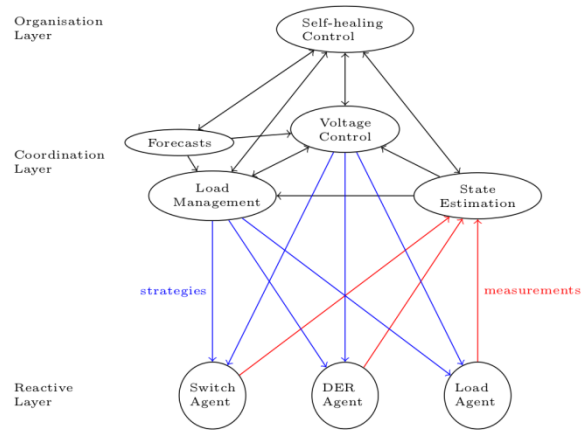 Organisation
Layer
Self-healing
Control
Voltage
Control
Forecasts
Coordination
Layer
Load
Management
State
Estimation
strategies
measurements
Reactive
Layer
Switch
Agent
DER
Agent
Load
Agent